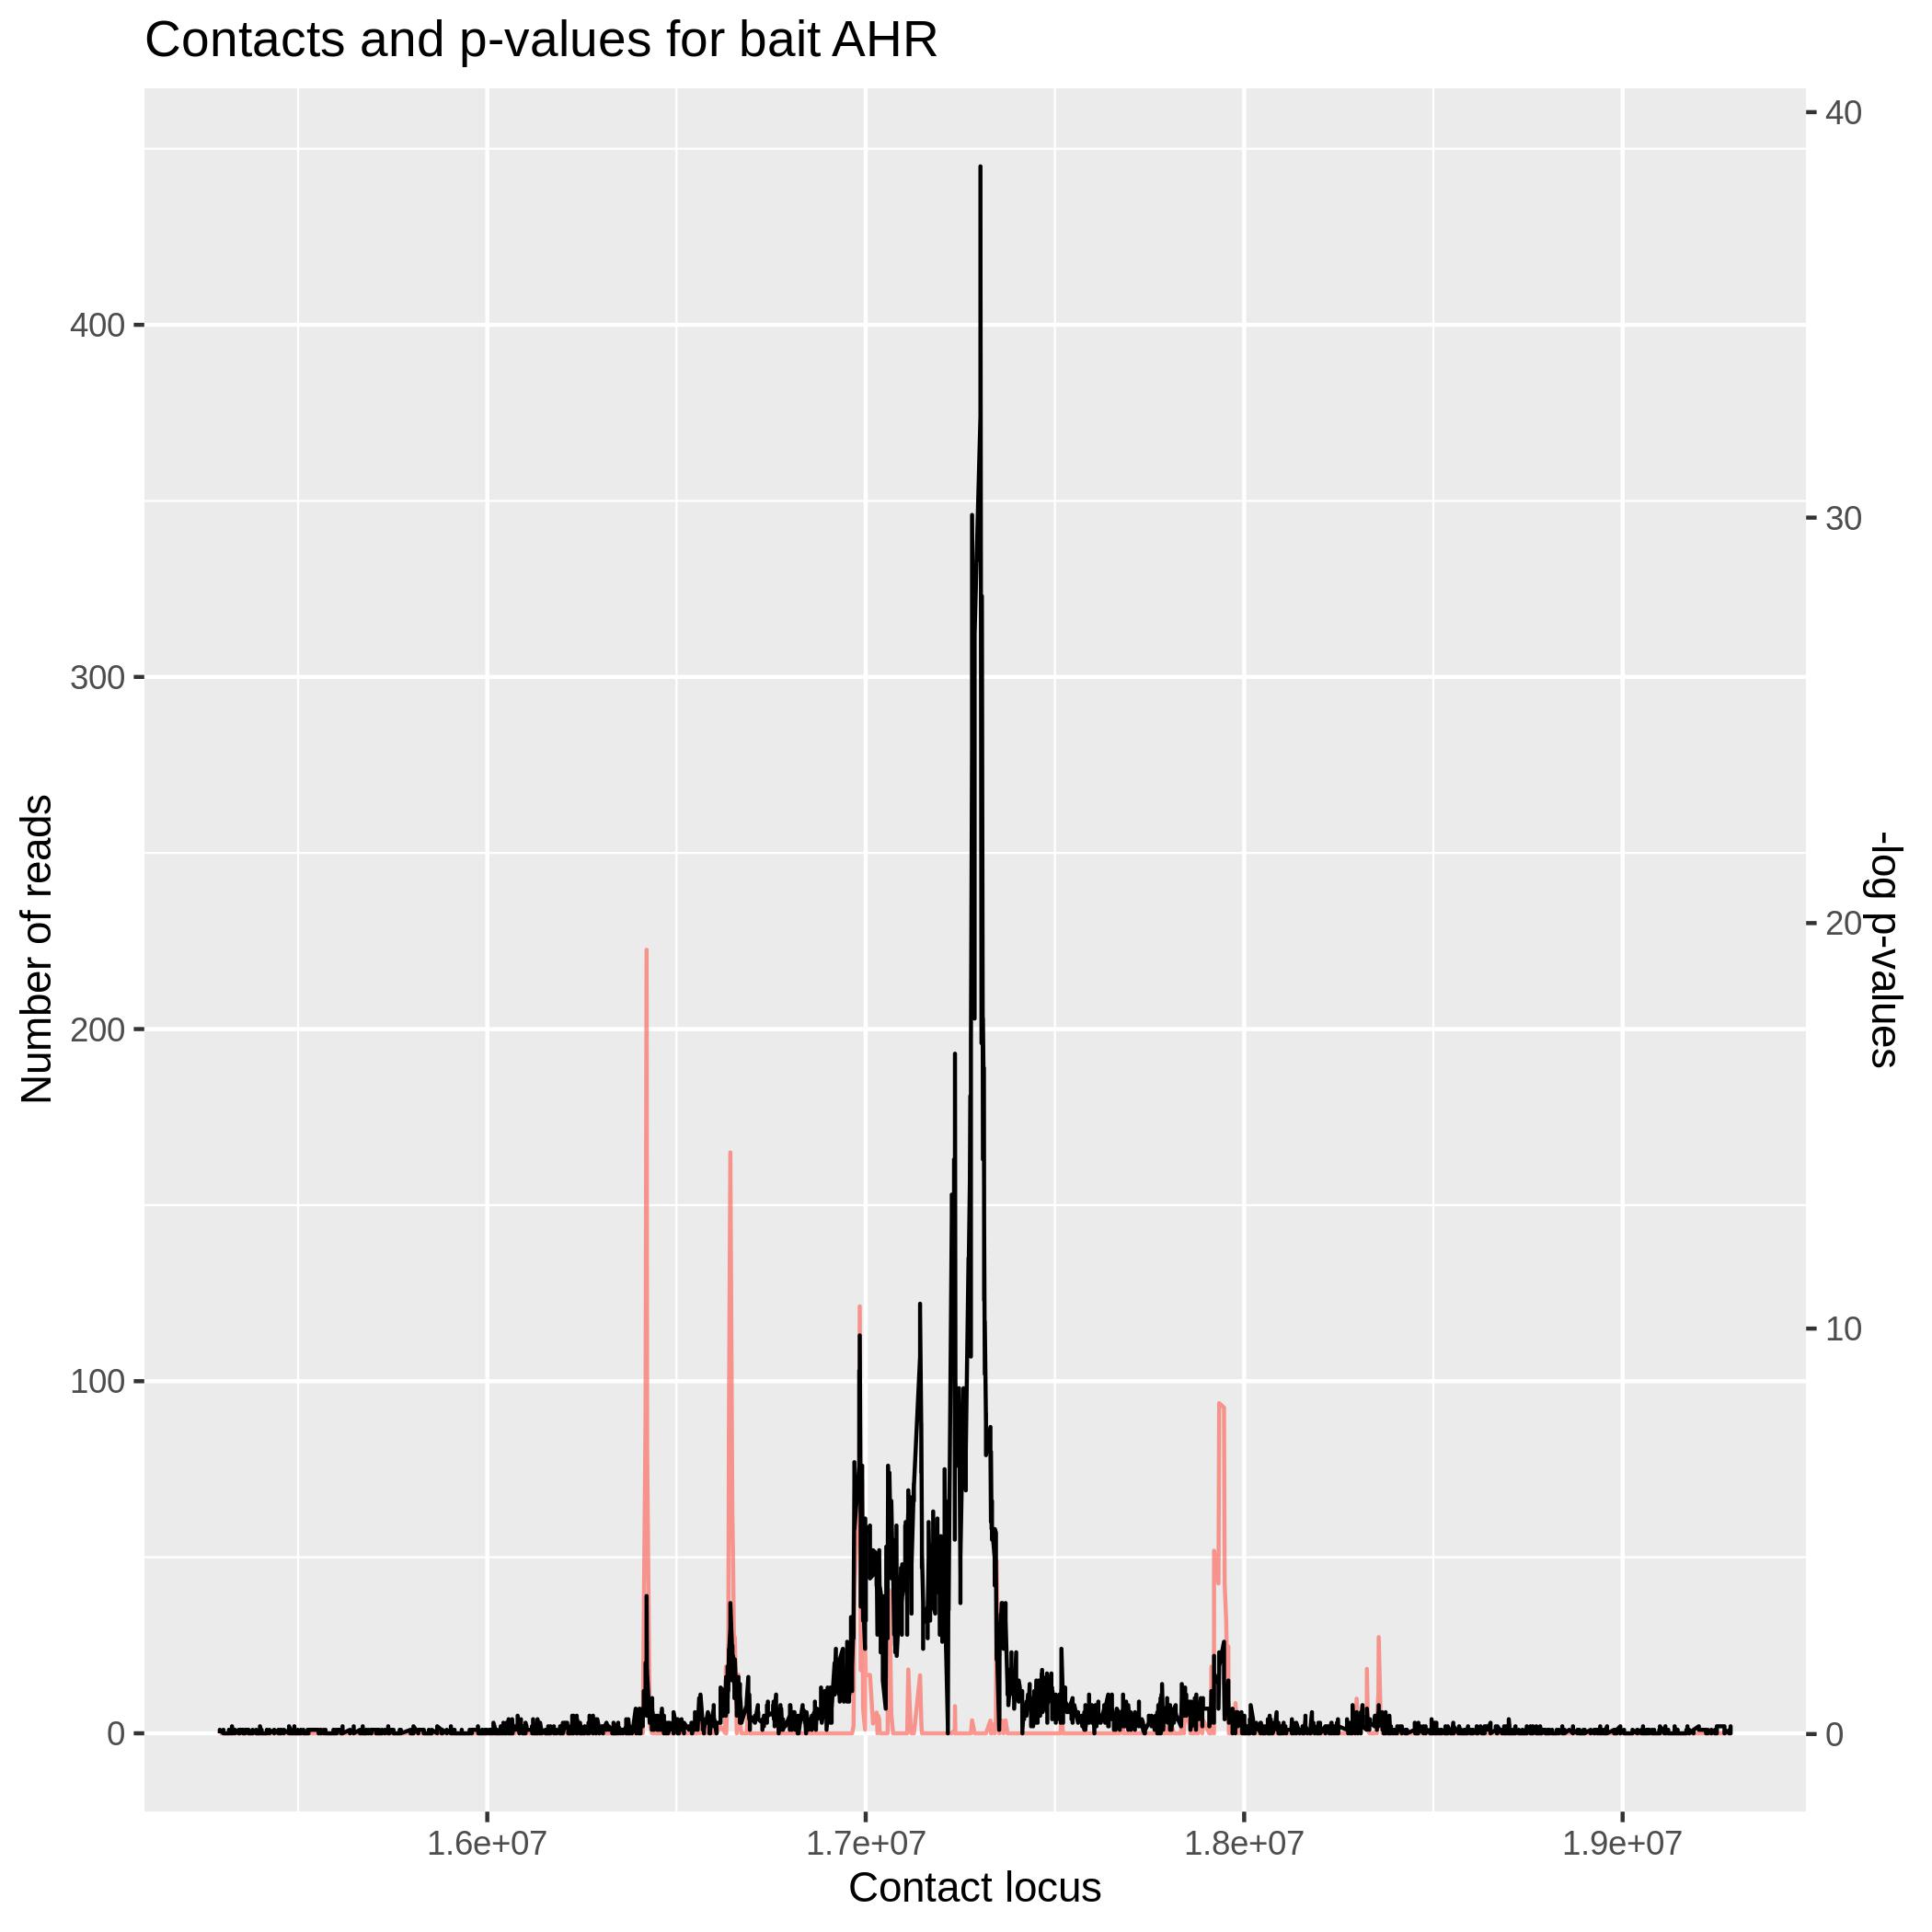 Contacts and p-values for bait AHR
40
400
30
300
Number of reads
-log p-values
20
200
10
100
0
0
1.6e+07
1.7e+07
1.8e+07
1.9e+07
Contact locus